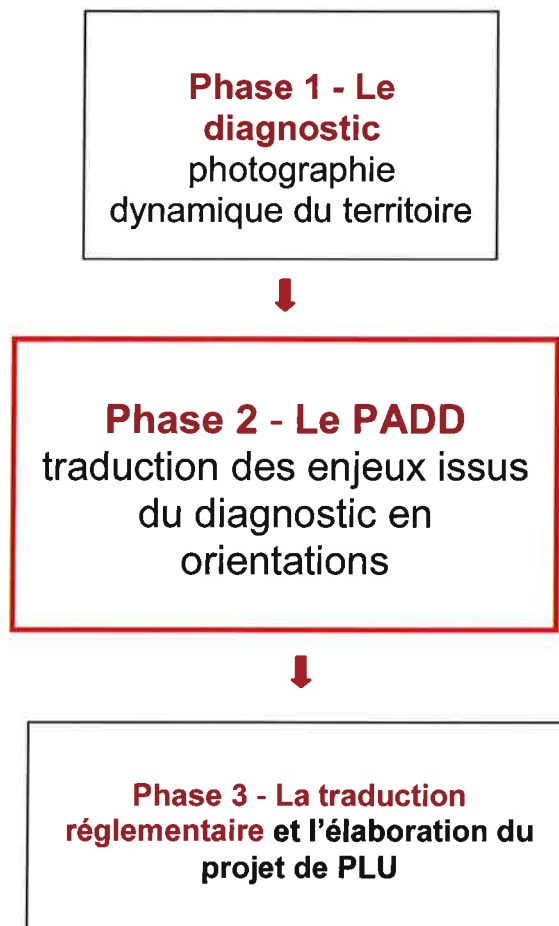 Phase 1 - Le
diagnostic
photographie
dynamique du territoire
Phase 2 - Le PADD
traduction des enjeux issus
du diagnostic en
orientations
Phase 3 - La traduction
réglementaire et l'élaboration du
projet de PLU